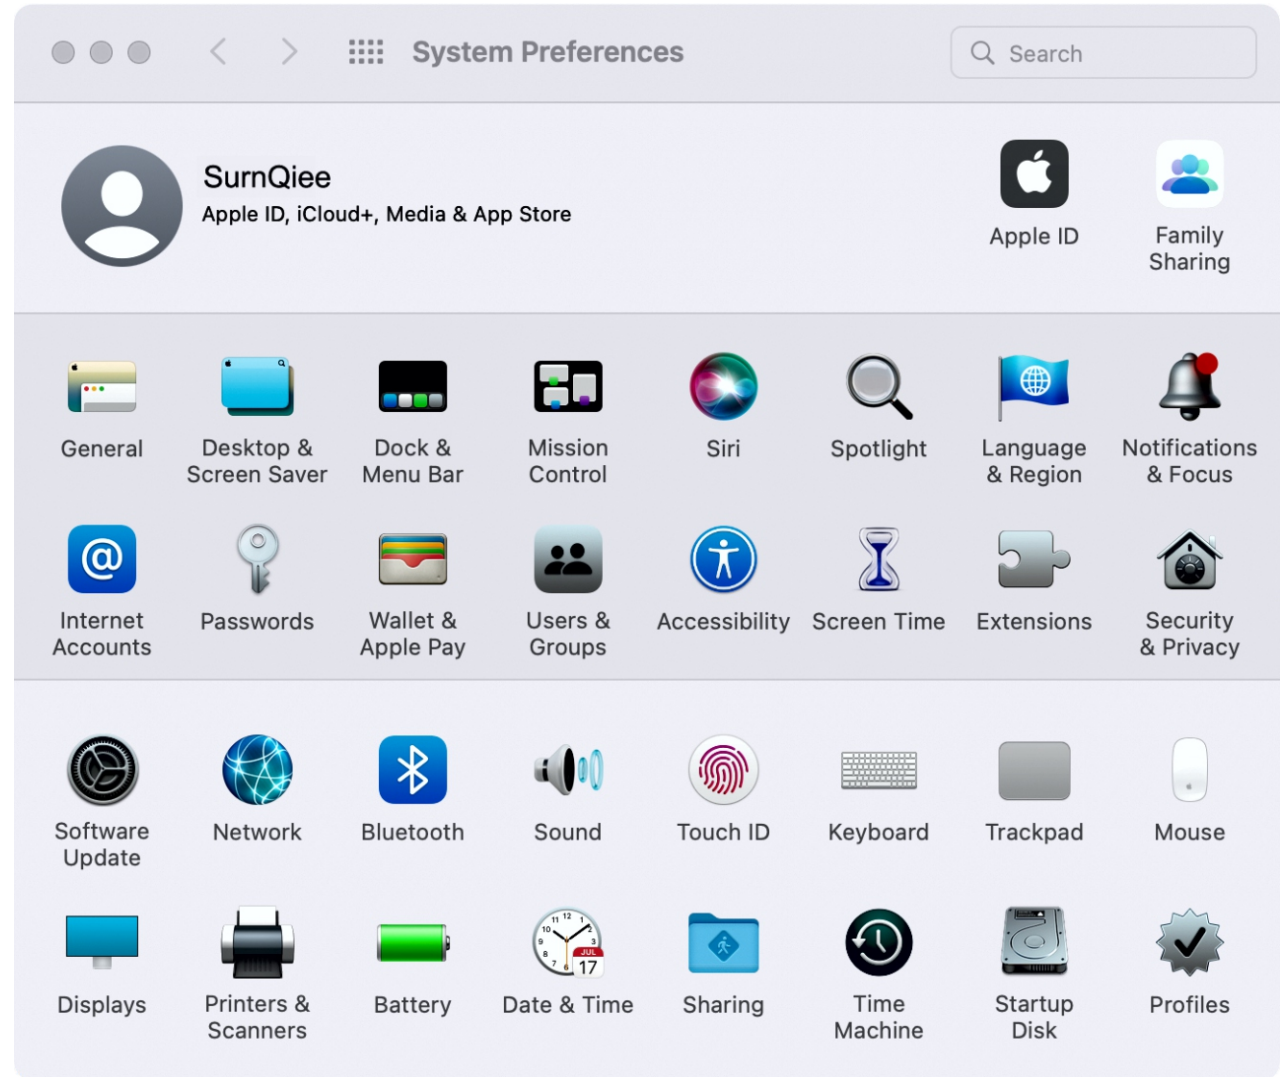 System Preferences
Search
SurnQiee
Apple ID, iCloud+, Media & App Store
Apple ID
Family
Sharing
General
Desktop &
Screen Saver
Dock &
Menu Bar
Mission
Control
Siri
Spotlight
Language
& Region
Notifications
& Focus
@
Internet
Accounts
Passwords
Wallet &
Apple Pay
Users &
Groups
Accessibility
Screen Time
Extensions
Security
& Privacy
Software
Update
Network
Bluetooth
Sound
Touch ID
Keyboard
Trackpad
Mouse
Displays
Printers &
Scanners
Battery
JUL
17
Date & Time
Sharing
Time
Machine
Startup
Disk
Profiles